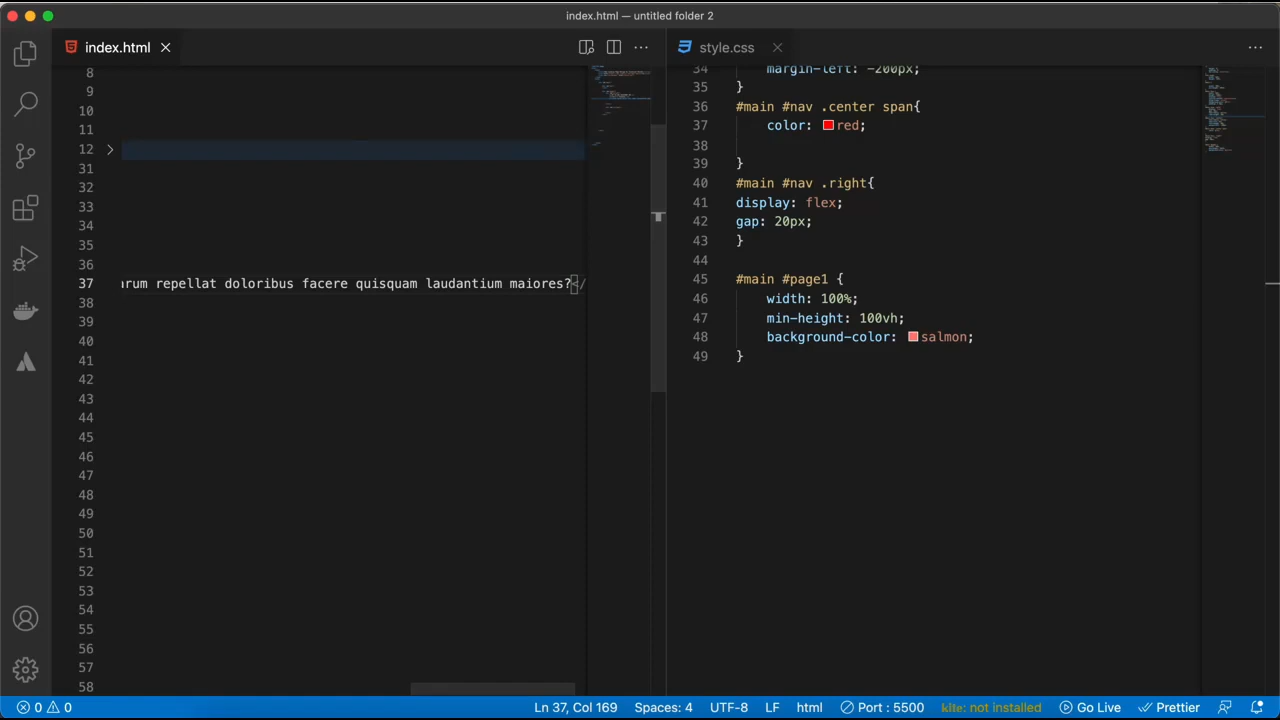 index.html — untitled folder 2
index.html
style.css
8
9
10
11
12
31
32
33
34
35
36
37 rum repellat doloribus facere quisquam laudantium maiores?</
38
39
40
41
42
43
44
45
46
47
48
49
50
51
52
53
54
55
56
57
58
34 margin-left: -200px;
35 }
36 #main #nav .center span{
37 color: red;
38
39 }
40 #main #nav .right{
41 display: flex;
42 gap: 20px;
43 }
44
45 #main #page1 {
46 width: 100%;
47 min-height: 100vh;
48 background-color: salmon;
49 }
0 0 Ln 37, Col 169 Spaces: 4 UTF-8 LF html Port : 5500 kite: not installed Go Live Prettier